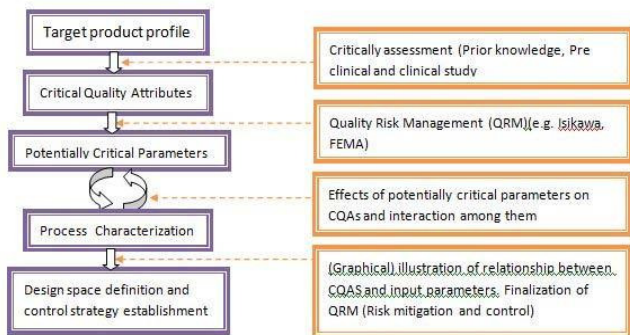 Target product profile
Critically assessment (Prior knowledge, Pre
clinical and clinical study
Critical Quality Attributes
Quality Risk Management (QRM)(e.g. Isikawa,
FEMA)
Potentially Critical Parameters
Effects of potentially critical parameters on
CQAs and interaction among them
Process Characterization
(Graphical) illustration of relationship between
CQAS and input parameters. Finalization of
QRM (Risk mitigation and control)
Design space definition and
control strategy establishment